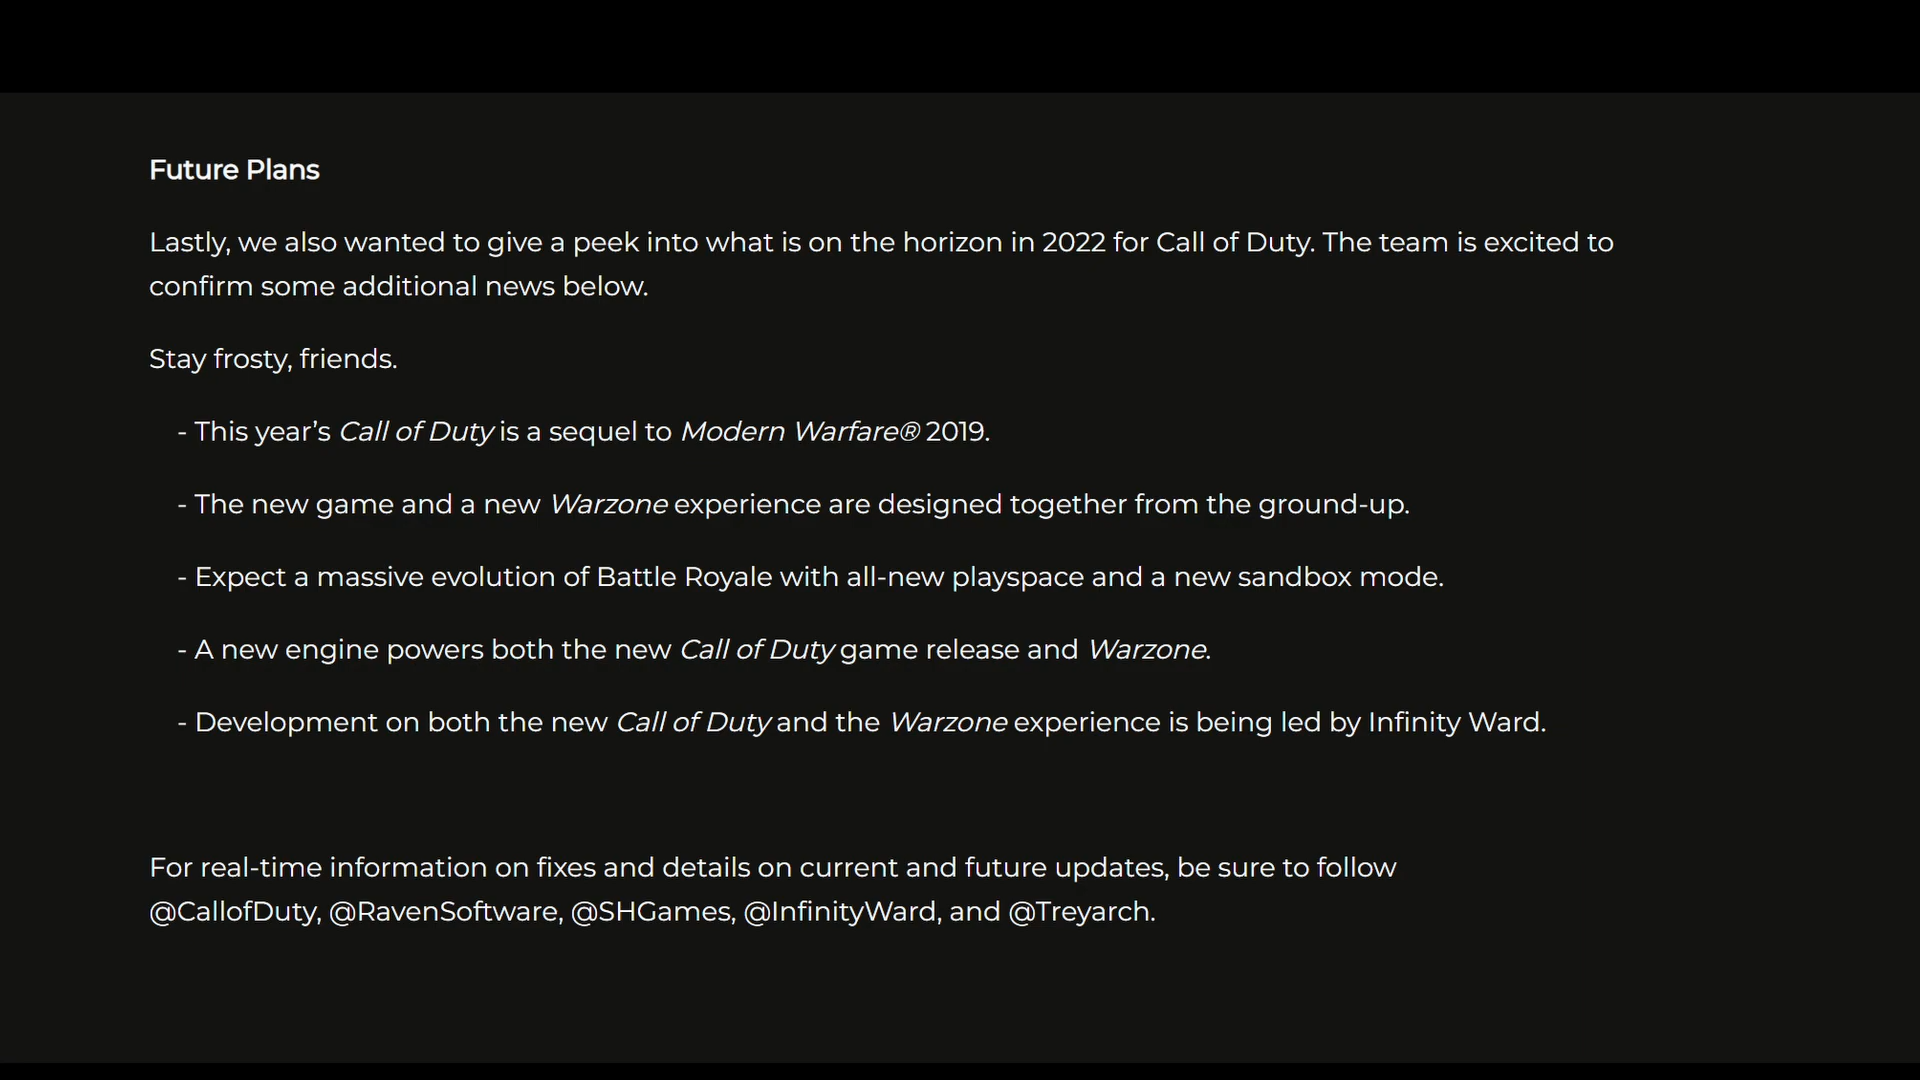 Future Plans
Lastly, we also wanted to give a peek into what is on the horizon in 2022 for Call of Duty. The team is excited to
confirm some additional news below.
Stay frosty, friends.
- This year’s Call of Duty is a sequel to Modern Warfare® 2019.
- The new game and a new Warzone experience are designed together from the ground-up.
- Expect a massive evolution of Battle Royale with all-new playspace and a new sandbox mode.
- A new engine powers both the new Call of Duty game release and Warzone.
- Development on both the new Call of Duty and the Warzone experience is being led by Infinity Ward.
For real-time information on fixes and details on current and future updates, be sure to follow
@CallofDuty, @RavenSoftware, @SHGames, @InfinityWard, and @Treyarch.